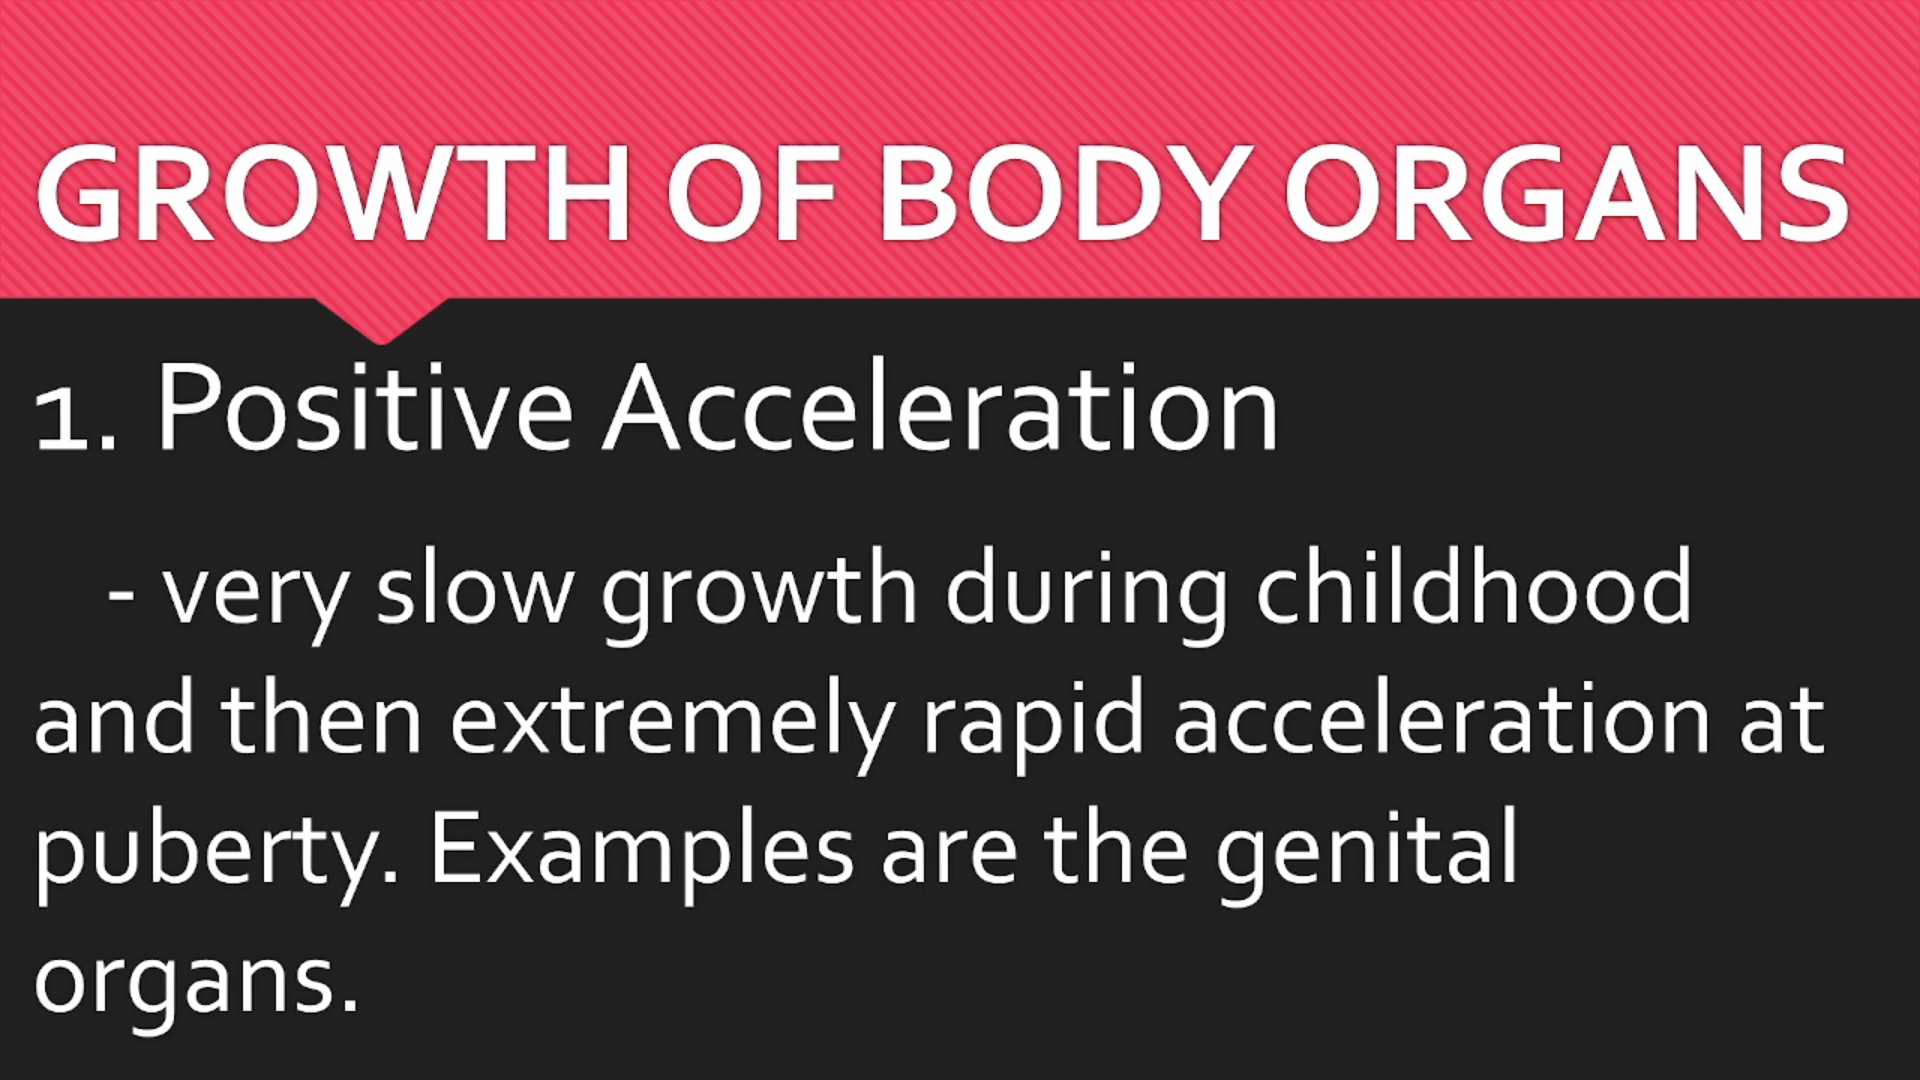 GROWTH OF BODY ORGANS
1. Positive Acceleration
- very slow growth during childhood
and then extremely rapid acceleration at
puberty. Examples are the genital
organs.